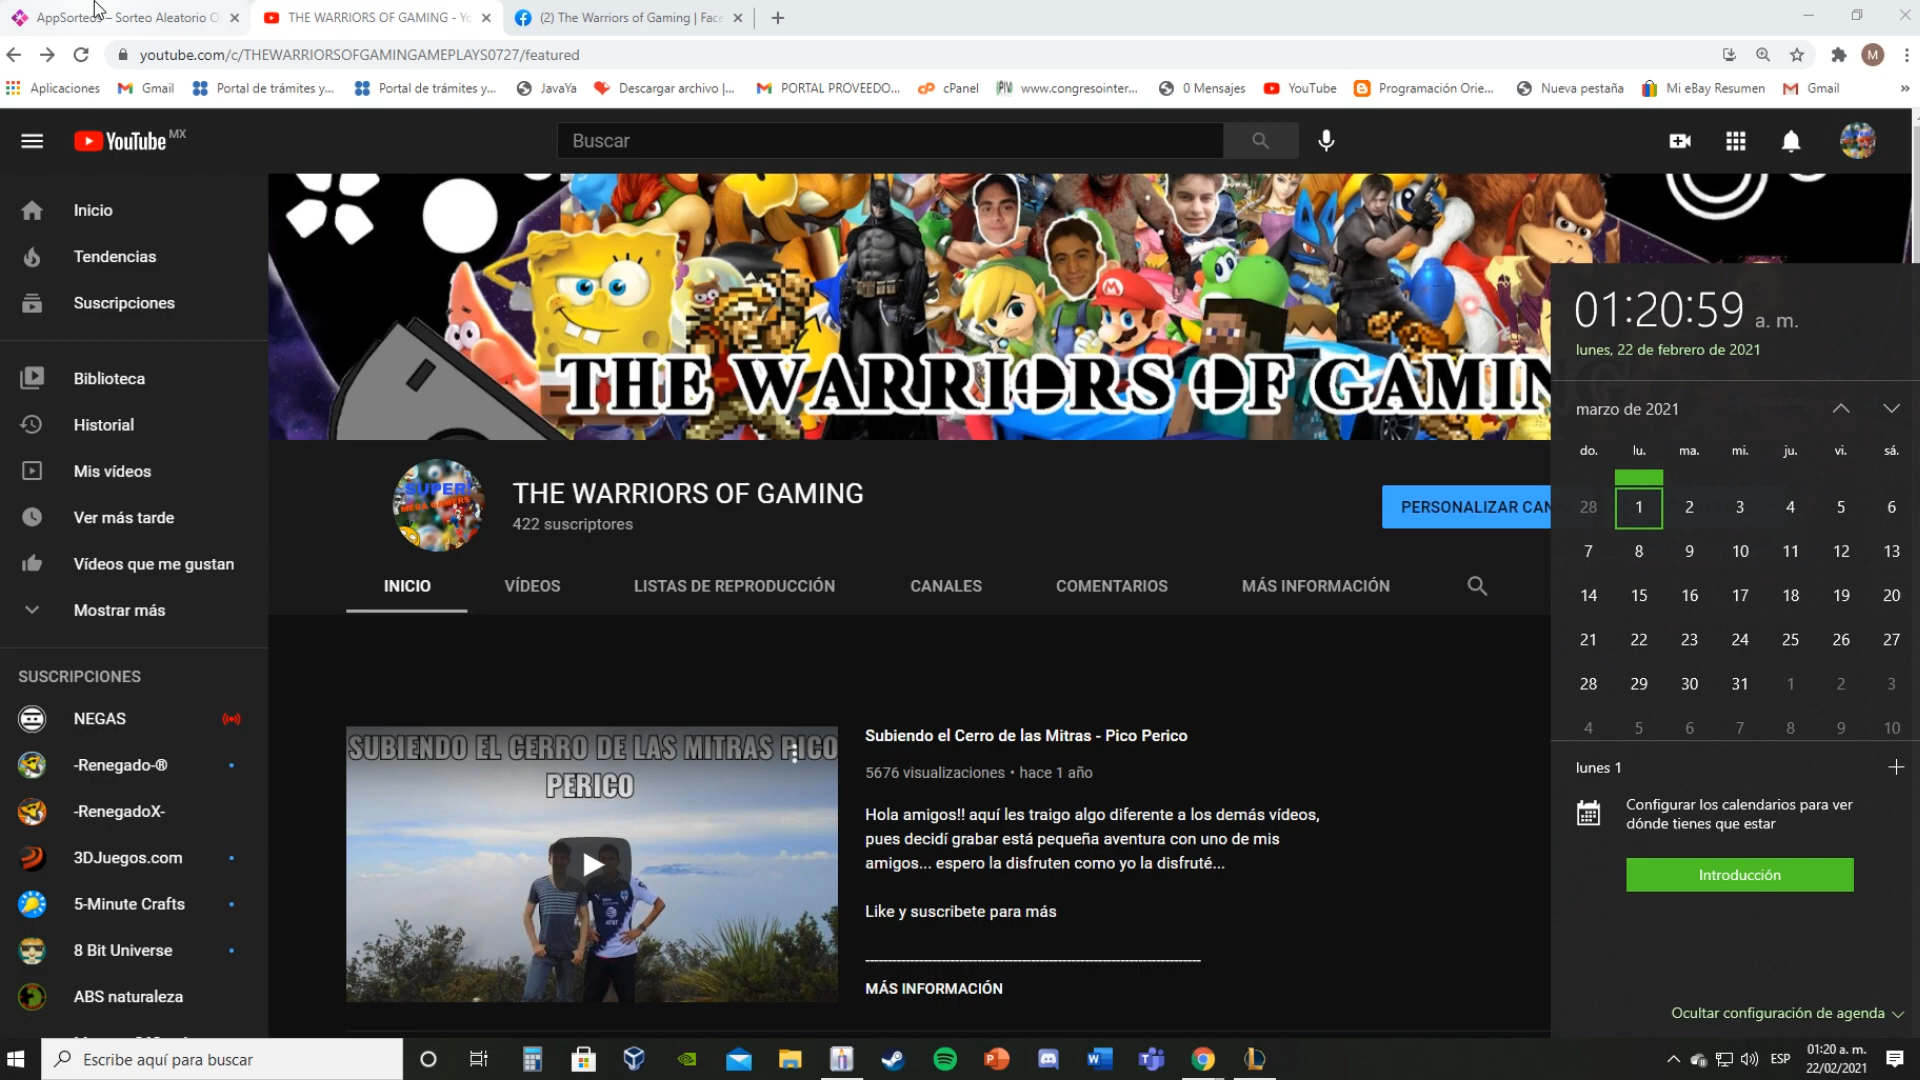 AppSorteos – Sorteo Aleatorio O
THE WARRIORS OF GAMING - Yo
(2) The Warriors of Gaming | Face
youtube.com/c/THEWARRIORSOFGAMINGAMEPLAYS0727/featured
M
Aplicaciones
Gmail
Portal de trámites y...
Portal de trámites y...
JavaYa
Descargar archivo |...
PORTAL PROVEEDO...
cPanel
www.congresointer...
0 Mensajes
YouTube
Programación Orie...
Nueva pestaña
Mi eBay Resumen
Gmail
»
YouTube MX
Buscar
Inicio
Tendencias
Suscripciones
Biblioteca
Historial
Mis vídeos
Ver más tarde
Vídeos que me gustan
Mostrar más
SUSCRIPCIONES
NEGAS
-Renegado-®
-RenegadoX-
3DJuegos.com
5-Minute Crafts
8 Bit Universe
ABS naturaleza
THE WARRIORS OF GAMIN
SUPER!
MEGA GAMERS
THE WARRIORS OF GAMING
422 suscriptores
PERSONALIZAR CAN
INICIO
VÍDEOS
LISTAS DE REPRODUCCIÓN
CANALES
COMENTARIOS
MÁS INFORMACIÓN
SUBIENDO EL CERRO DE LAS MITRAS PICO
PERICO
AT&T
Subiendo el Cerro de las Mitras - Pico Perico
5676 visualizaciones • hace 1 año
Hola amigos!! aquí les traigo algo diferente a los demás vídeos,
pues decidí grabar está pequeña aventura con uno de mis
amigos... espero la disfruten como yo la disfruté...
Like y suscribete para más
MÁS INFORMACIÓN
01:20:59 a. m.
lunes, 22 de febrero de 2021
marzo de 2021
do. lu. ma. mi. ju. vi. sá.
28 1 2 3 4 5 6
7 8 9 10 11 12 13
14 15 16 17 18 19 20
21 22 23 24 25 26 27
28 29 30 31 1 2 3
4 5 6 7 8 9 10
lunes 1
Configurar los calendarios para ver
dónde tienes que estar
Introducción
Ocultar configuración de agenda
Escribe aquí para buscar
ESP
01:20 a. m.
22/02/2021